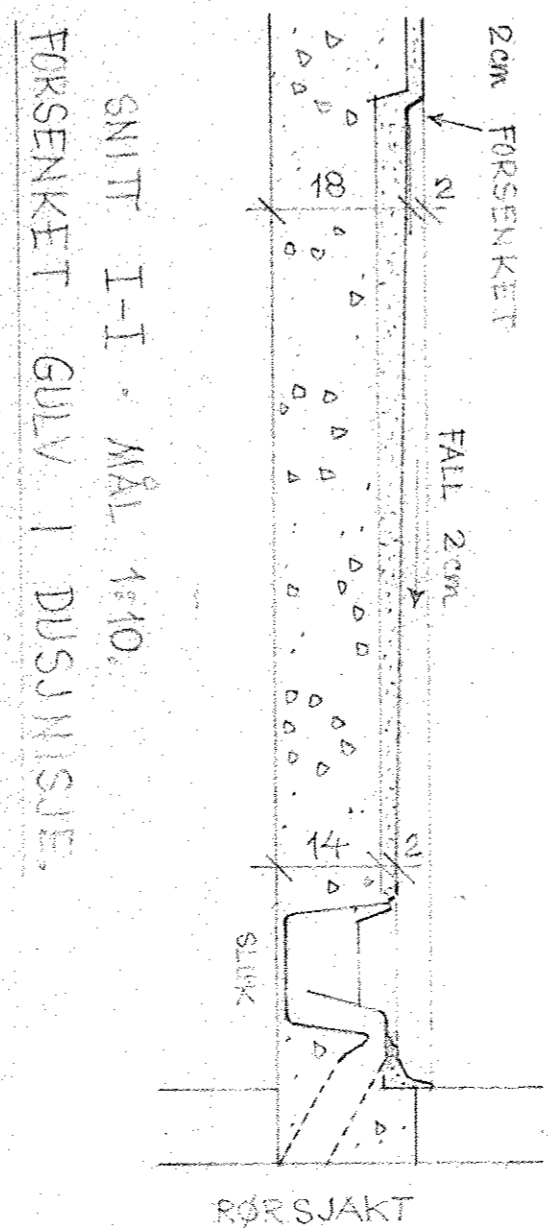 2cm FORSENKET
FALL 2cm
18
2
14
2
SLUK
RØRSJAKT
SNITT I-I. MÅL 1:10.
FORSENKET GULV I DUSJNISJE.